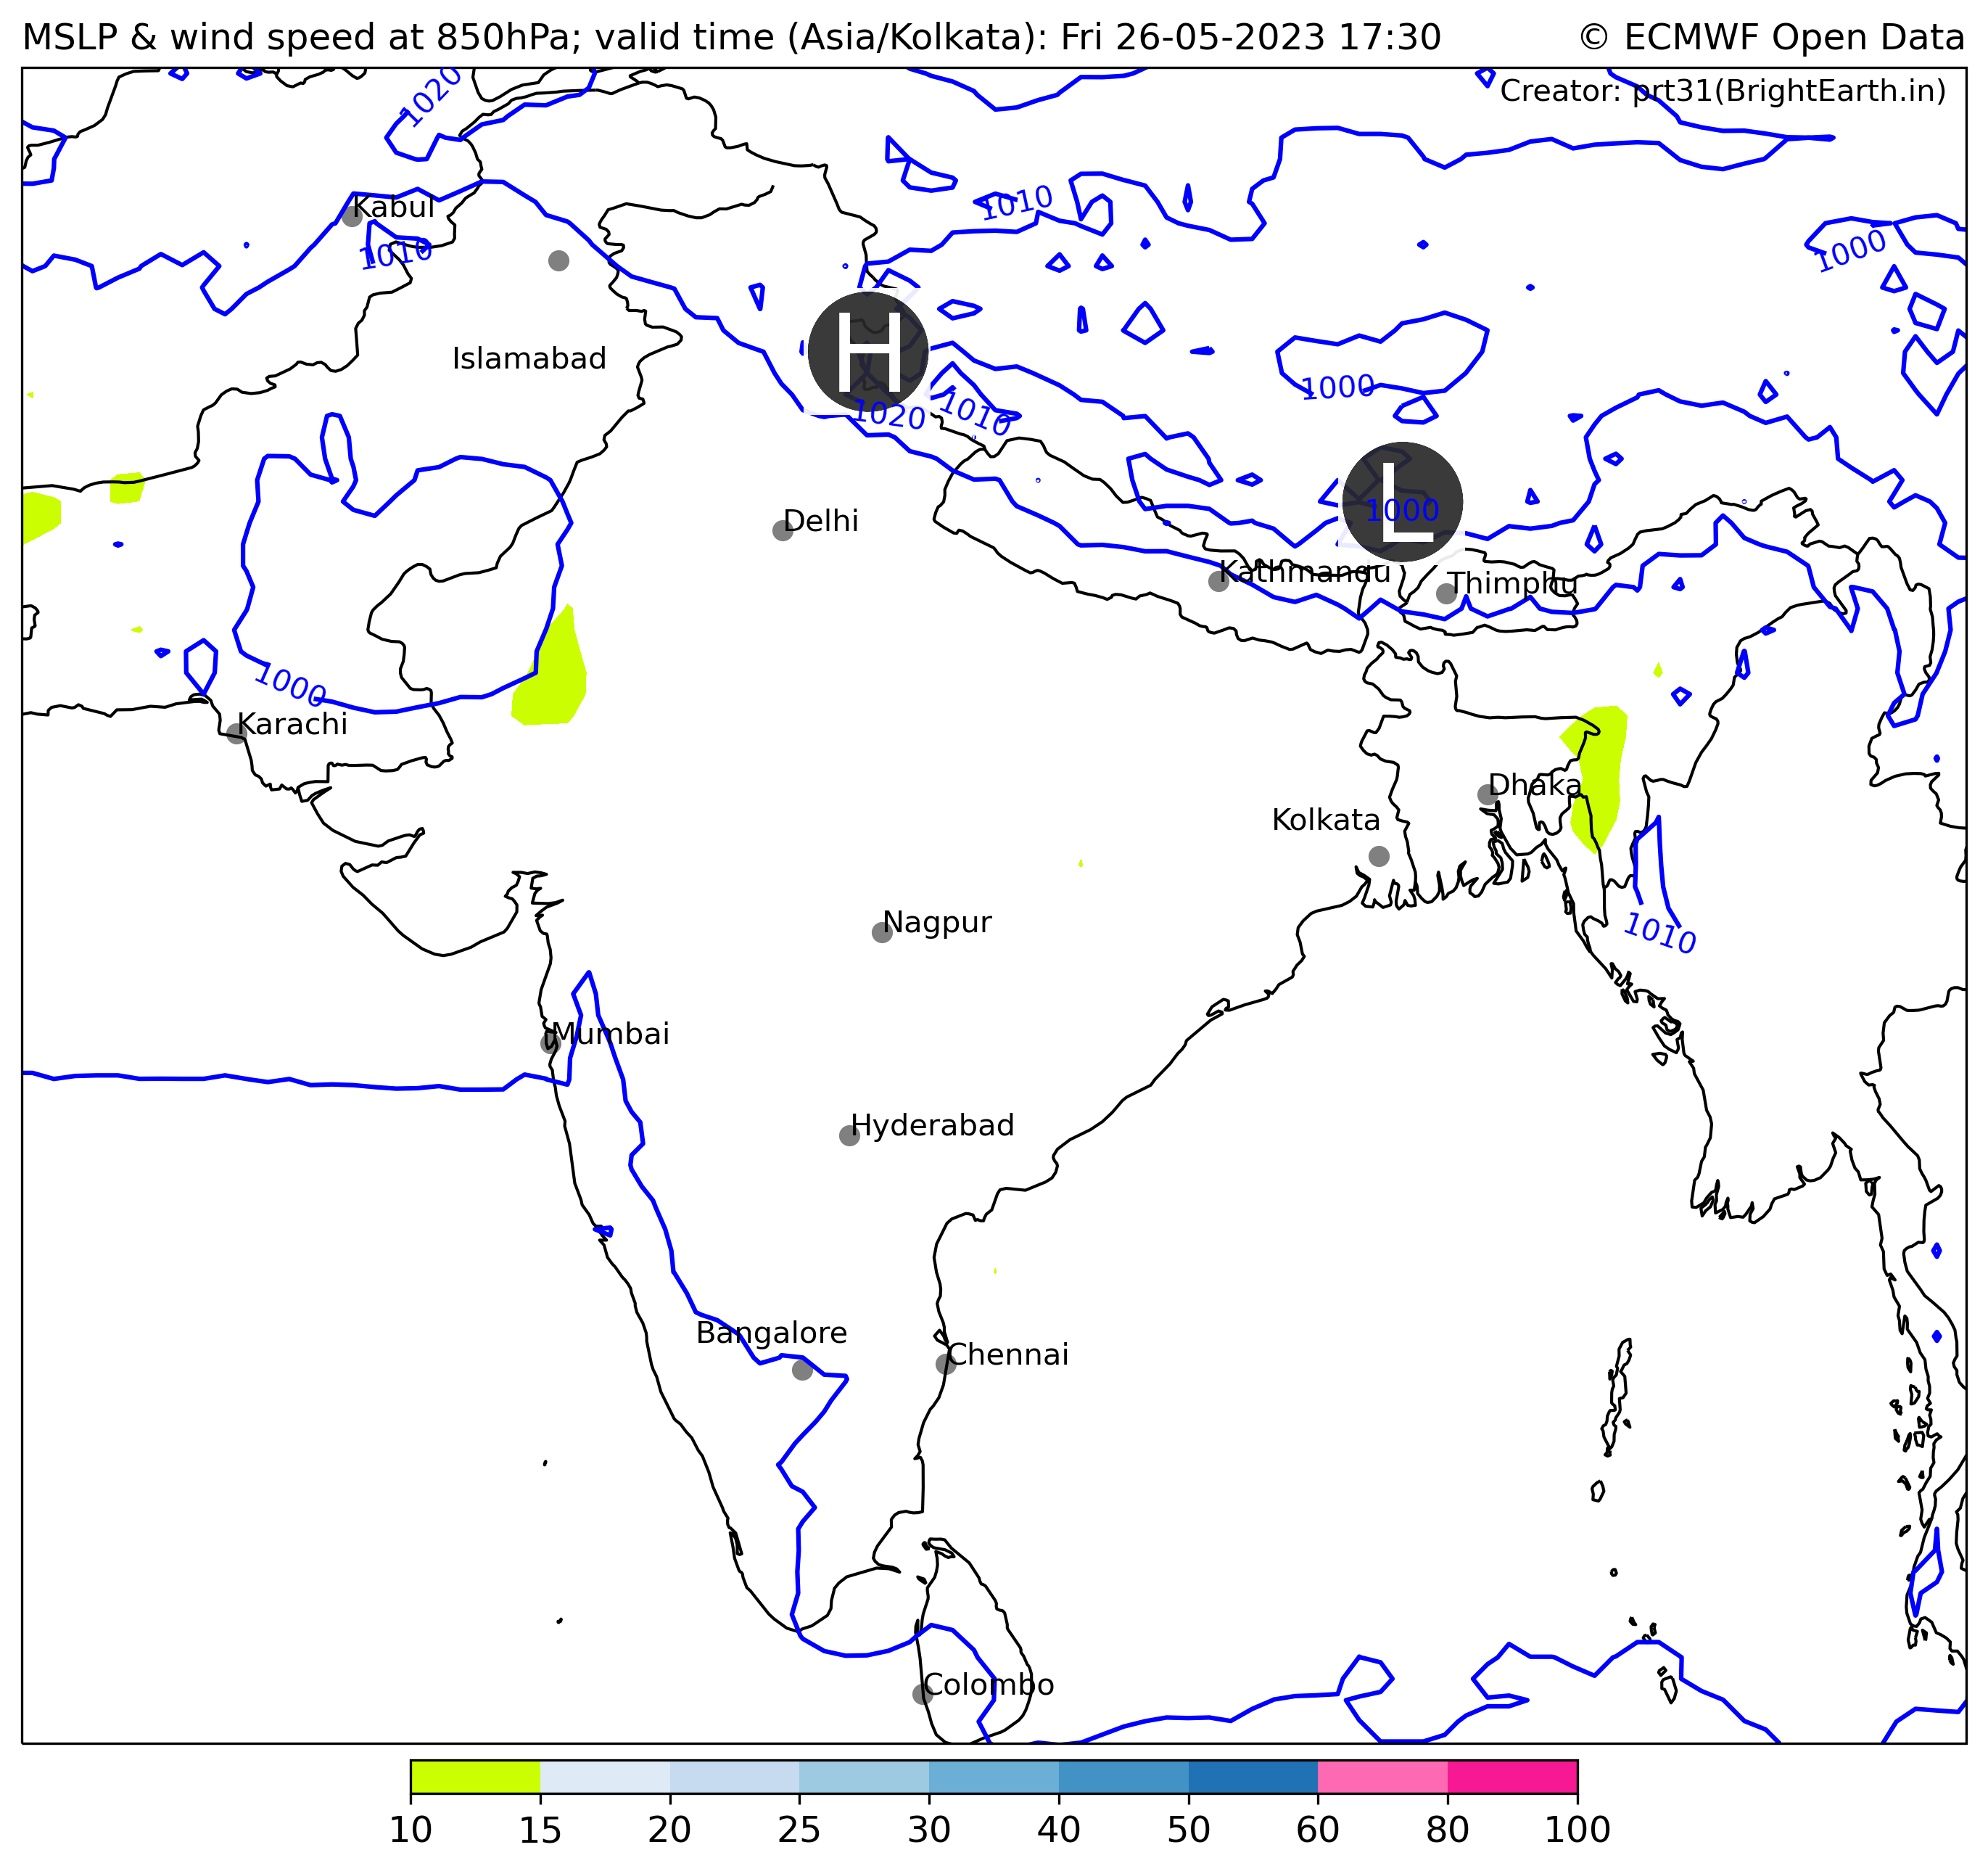 MSLP & wind speed at 850hPa; valid time (Asia/Kolkata): Fri 26-05-2023 17:30
© ECMWF Open Data
Creator: prt31(BrightEarth.in)
1020
Kabul
1010
1010
1000
Islamabad
H
1000
1020
1010
L
1000
Delhi
Kathmandu
Thimphu
1000
Karachi
Dhaka
Kolkata
Nagpur
1010
Mumbai
Hyderabad
Bangalore
Chennai
Colombo
10 15 20 25 30 40 50 60 80 100